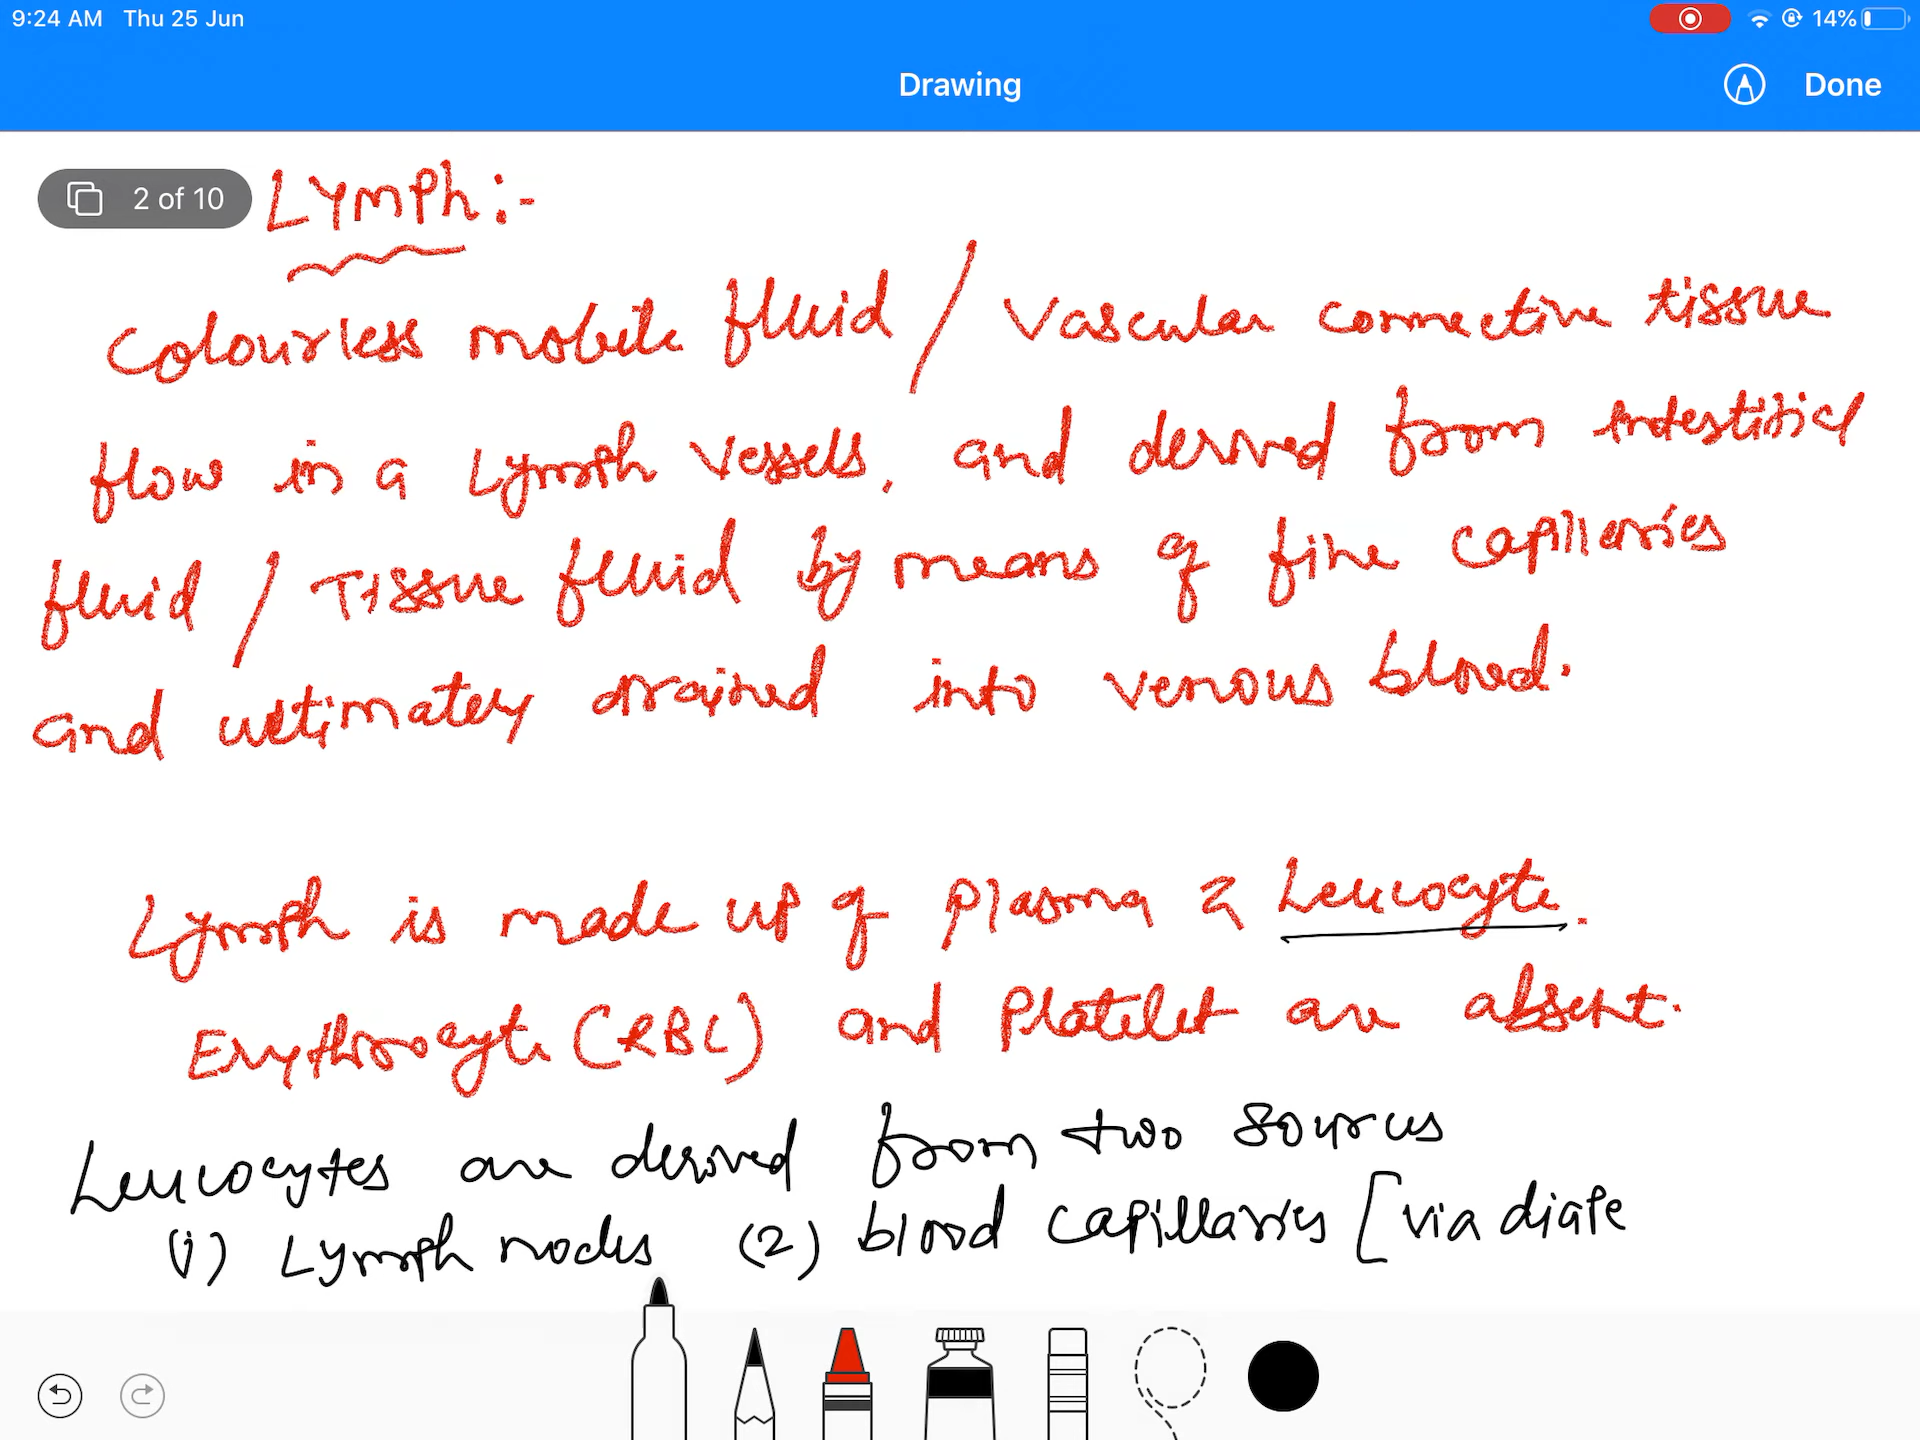 9:24 AM Thu 25 Jun
14%
Drawing
Done
2 of 10
Lymph:-
Colourless mobile fluid / Vascular connective tissue
flow in a Lymph vessels, and derived from intestitial
fluid / Tissue fluid by means of fine capilleries
and ultimately drained into venous blood.
Lymph is made up of plasma & Leucocyte.
Erythrocyte (RBC) and Platelet are absent.
Leucocytes are derived from two sources
(i) Lymph nodes (2) blood capillaries [via diape